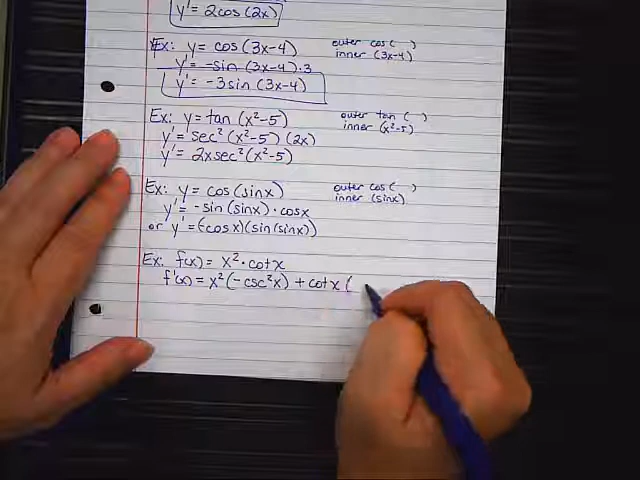 y' = 2cos(2x)
Ex: y = cos(3x-4) outer cos( )
inner (3x-4)
y' = -sin(3x-4)·3
y' = -3sin(3x-4)
Ex: y = tan(x²-5) outer tan( )
inner (x²-5)
y' = sec²(x²-5)(2x)
y' = 2xsec²(x²-5)
Ex: y = cos(sinx) outer cos( )
inner (sinx)
y' = -sin(sinx)·cosx
or y' = (-cosx)(sin(sinx))
Ex: f(x) = x²·cotx
f'(x) = x²(-csc²x) + cotx(